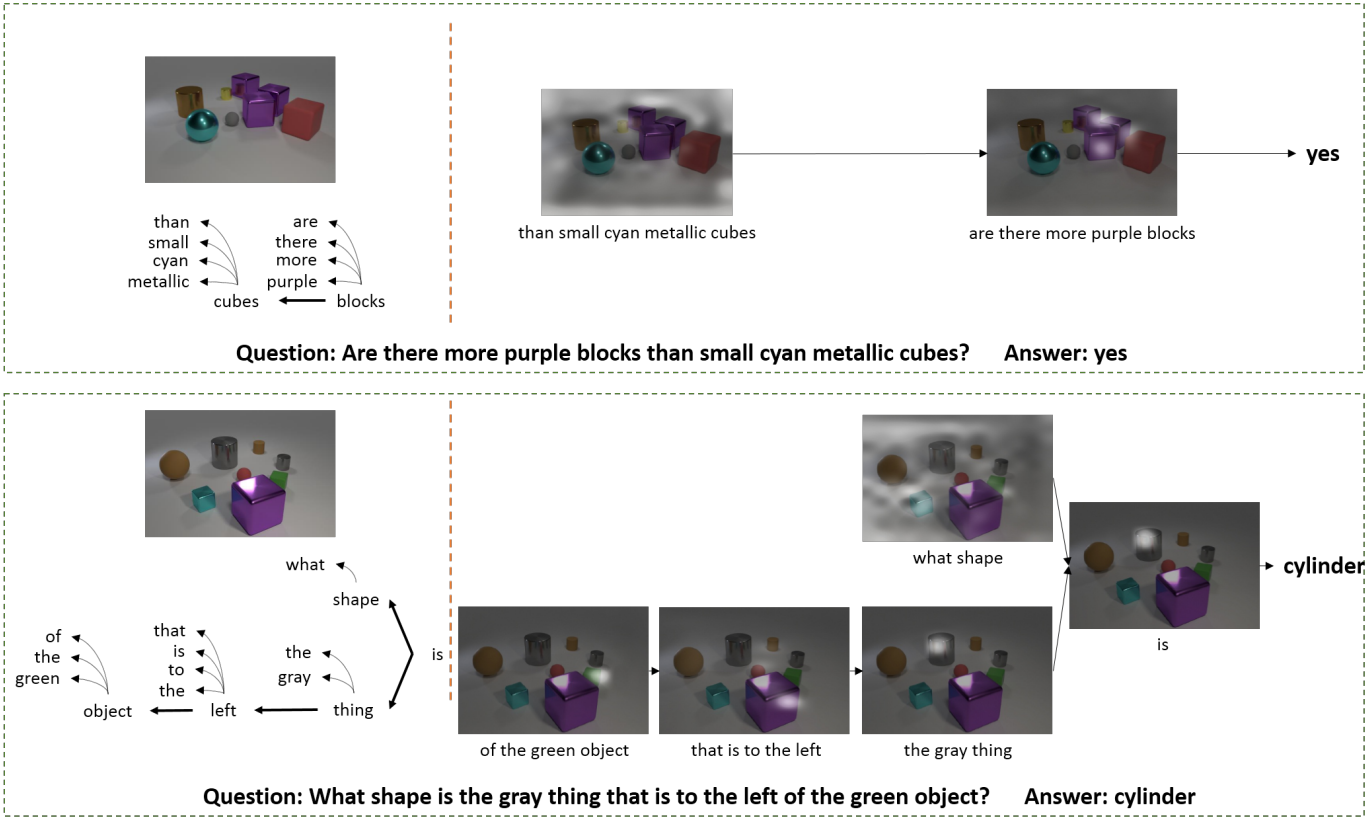 than
small
cyan
metallic
cubes
are
there
more
purple
blocks
than small cyan metallic cubes
are there more purple blocks
yes
Question: Are there more purple blocks than small cyan metallic cubes? Answer: yes
what
shape
is
of
the
green
object
that
is
to
the
left
the
gray
thing
what shape
of the green object
that is to the left
the gray thing
is
cylinder
Question: What shape is the gray thing that is to the left of the green object? Answer: cylinder